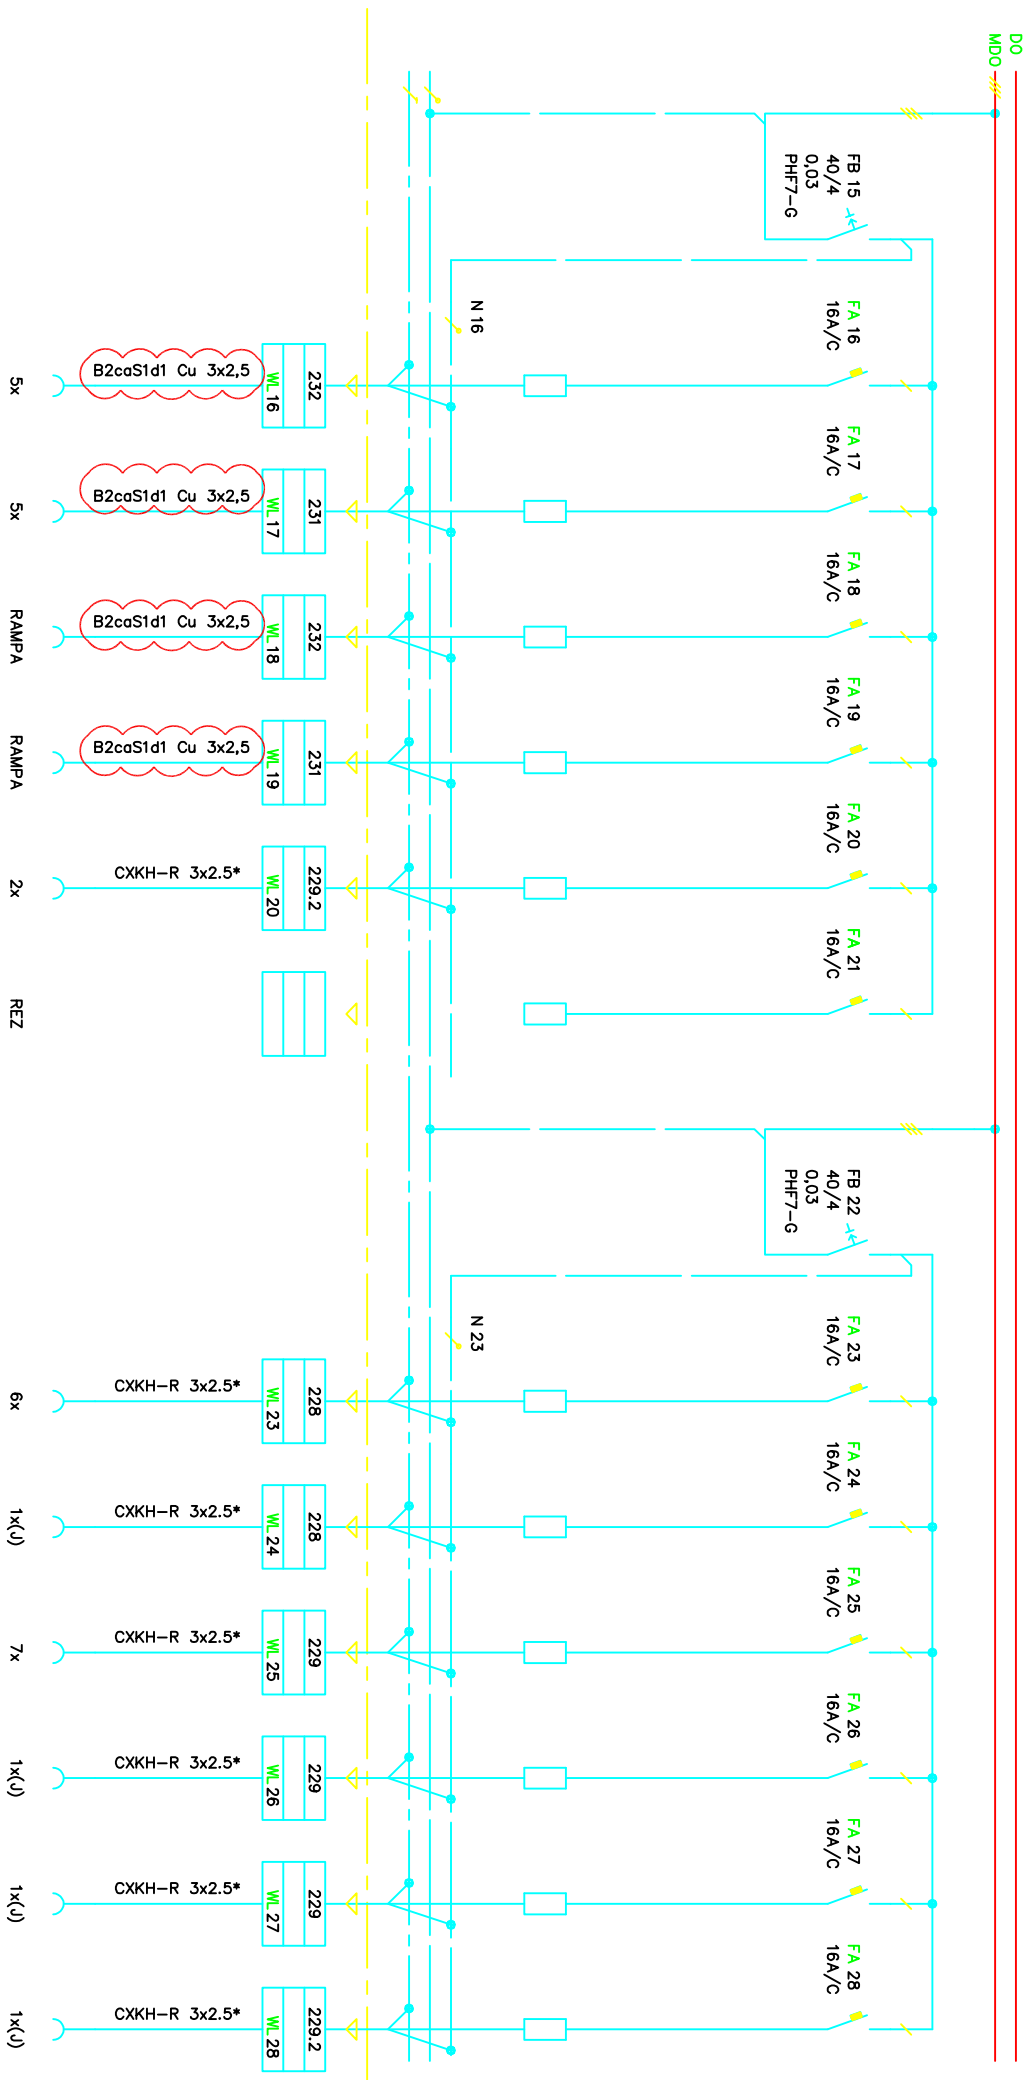 DO
MDO
FB 15
40/4
0,03
PHF7-G
N 16
FA 16
16A/C
FA 17
16A/C
FA 18
16A/C
FA 19
16A/C
FA 20
16A/C
FA 21
16A/C
232
WL 16
B2caS1d1 Cu 3x2,5
5x
231
WL 17
B2caS1d1 Cu 3x2,5
5x
232
WL 18
B2caS1d1 Cu 3x2,5
RAMPA
231
WL 19
B2caS1d1 Cu 3x2,5
RAMPA
229.2
WL 20
CXKH-R 3x2.5*
2x
REZ
FB 22
40/4
0,03
PHF7-G
N 23
FA 23
16A/C
FA 24
16A/C
FA 25
16A/C
FA 26
16A/C
FA 27
16A/C
FA 28
16A/C
228
WL 23
CXKH-R 3x2.5*
6x
228
WL 24
CXKH-R 3x2.5*
1x(J)
229
WL 25
CXKH-R 3x2.5*
7x
229
WL 26
CXKH-R 3x2.5*
1x(J)
229
WL 27
CXKH-R 3x2.5*
1x(J)
229.2
WL 28
CXKH-R 3x2.5*
1x(J)